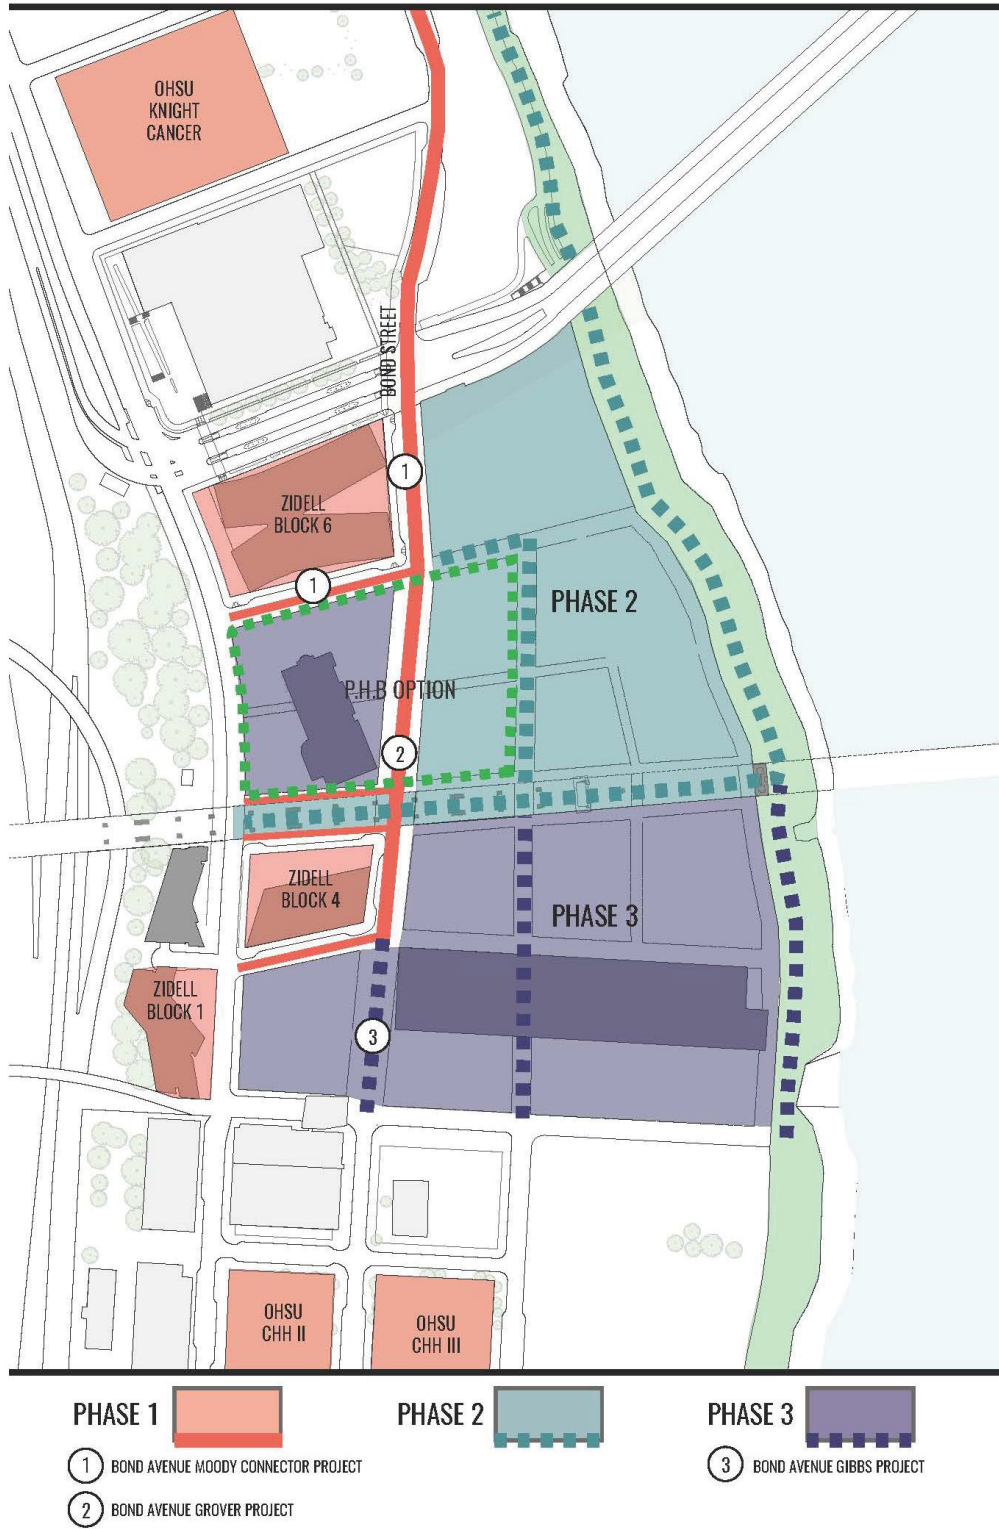 OHSU
KNIGHT
CANCER
BOND STREET
1
ZIDELL
BLOCK 6
1
PHASE 2
P.H.B OPTION
2
ZIDELL
BLOCK 4
PHASE 3
ZIDELL
BLOCK 1
3
OHSU
CHH II
OHSU
CHH III
PHASE 1
PHASE 2
PHASE 3
1 BOND AVENUE MOODY CONNECTOR PROJECT
3 BOND AVENUE GIBBS PROJECT
2 BOND AVENUE GROVER PROJECT